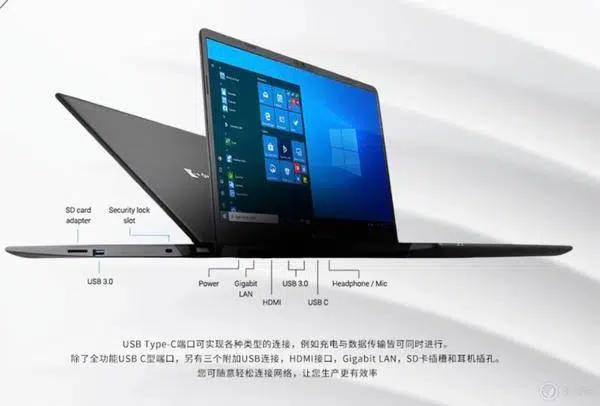 SD card
adapter
Security lock
slot
USB 3.0
Power
Gigabit
LAN
HDMI
USB 3.0
USB C
Headphone / Mic
USB Type-C端口可实现各种类型的连接，例如充电与数据传输皆可同时进行。
除了全功能USB C型端口，另有三个附加USB连接，HDMI接口，Gigabit LAN，SD卡插槽和耳机插孔。
您可随意轻松连接网络，让您生产更有效率